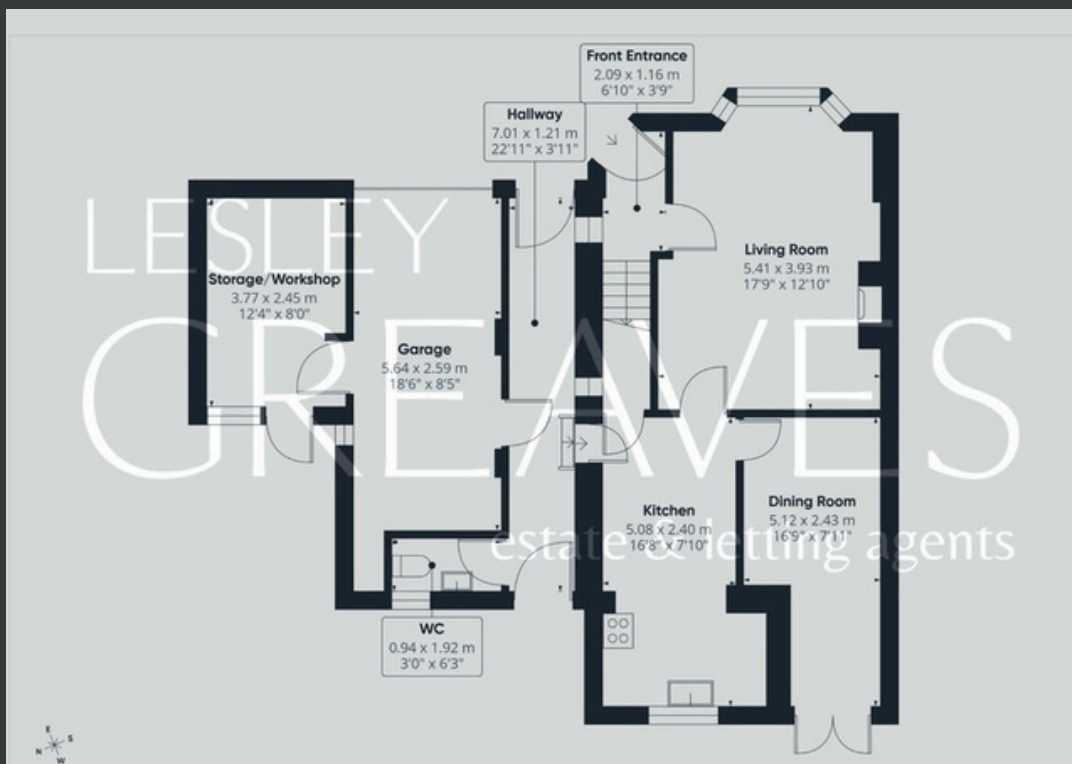 Front Entrance
2.09 x 1.16 m
6'10" x 3'9"
Hallway
7.01 x 1.21 m
22'11" x 3'11"
LESLEY
GREAVES
estate & letting agents
Storage/Workshop
3.77 x 2.45 m
12'4" x 8'0"
Living Room
5.41 x 3.93 m
17'9" x 12'10"
Garage
5.64 x 2.59 m
18'6" x 8'5"
Kitchen
5.08 x 2.40 m
16'8" x 7'10"
Dining Room
5.12 x 2.43 m
16'9" x 7'11"
WC
0.94 x 1.92 m
3'0" x 6'3"
E
N S
W